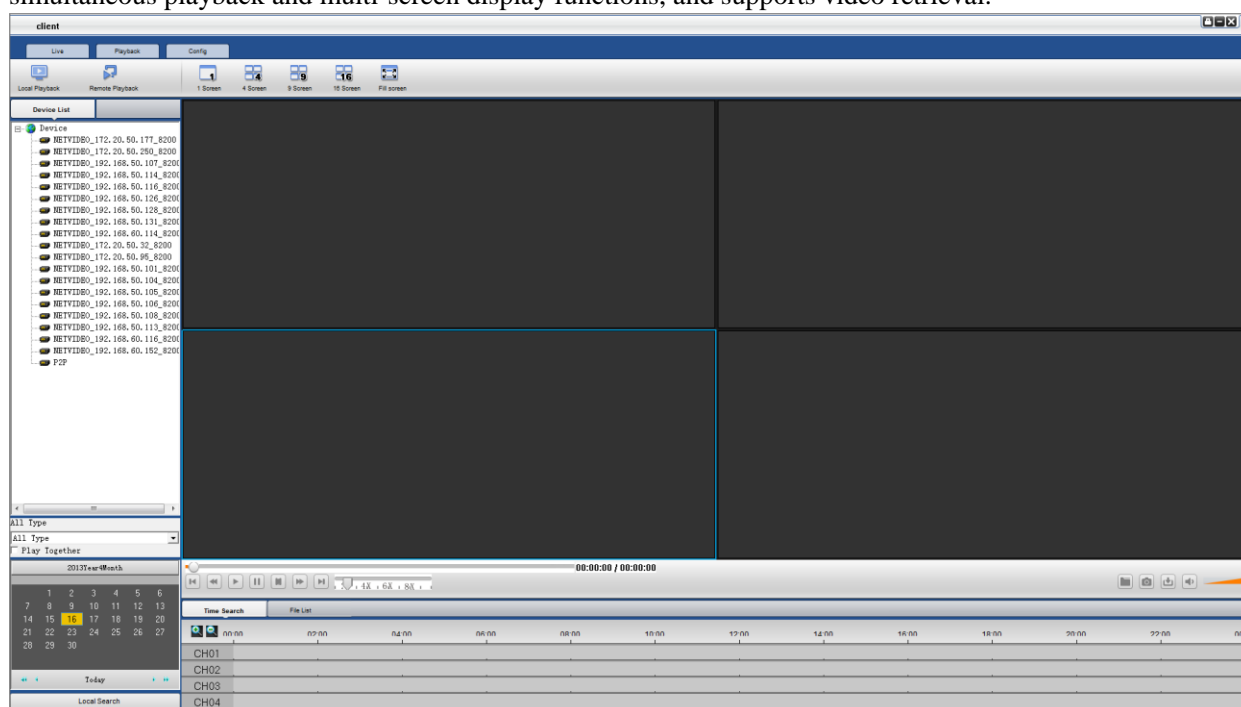 simultaneous playback and multi-screen display functions, and supports video retrieval.
client
Live Playback Config
Local Playback Remote Playback 1 Screen 4 Screen 9 Screen 16 Screen Fill screen
Device List
Device
NETVIDEO_172.20.50.177_8200
NETVIDEO_172.20.50.250_8200
NETVIDEO_192.168.50.107_8200
NETVIDEO_192.168.50.114_8200
NETVIDEO_192.168.50.116_8200
NETVIDEO_192.168.50.126_8200
NETVIDEO_192.168.50.128_8200
NETVIDEO_192.168.50.131_8200
NETVIDEO_192.168.60.114_8200
NETVIDEO_172.20.50.32_8200
NETVIDEO_172.20.50.95_8200
NETVIDEO_192.168.50.101_8200
NETVIDEO_192.168.50.104_8200
NETVIDEO_192.168.50.105_8200
NETVIDEO_192.168.50.106_8200
NETVIDEO_192.168.50.108_8200
NETVIDEO_192.168.50.113_8200
NETVIDEO_192.168.60.116_8200
NETVIDEO_192.168.60.152_8200
P2P
All Type
All Type
Play Together
2013Year4Month
1 2 3 4 5 6
7 8 9 10 11 12 13
14 15 16 17 18 19 20
21 22 23 24 25 26 27
28 29 30
Today
Local Search
00:00:00 / 00:00:00
4X 6X 8X
Time Search File List
00:00 02:00 04:00 06:00 08:00 10:00 12:00 14:00 16:00 18:00 20:00 22:00
CH01
CH02
CH03
CH04